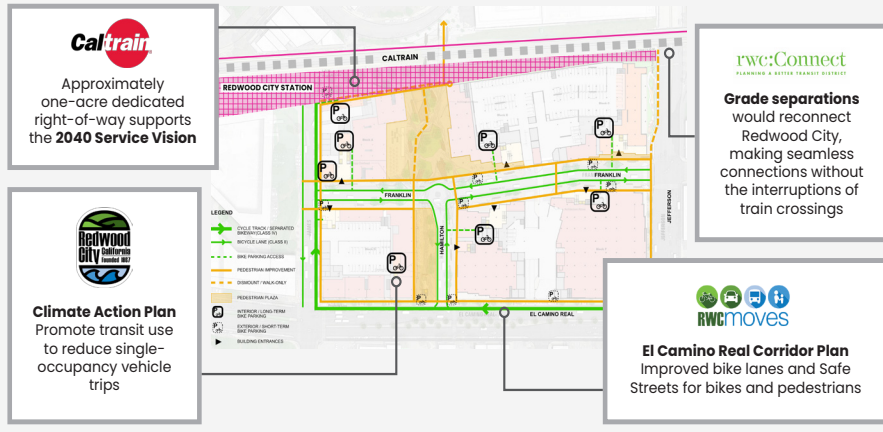 Caltrain
Approximately
one-acre dedicated
right-of-way supports
the 2040 Service Vision
Redwood
City California
Founded 1867
Climate Action Plan
Promote transit use
to reduce single-
occupancy vehicle
trips
CALTRAIN
REDWOOD CITY STATION
P
P
P
P
P
P
P
P
FRANKLIN
FRANKLIN
HAMILTON
JEFFERSON
EL CAMINO REAL
LEGEND
CYCLE TRACK / SEPARATED
BIKEWAY (CLASS IV)
BICYCLE LANE (CLASS II)
BIKE PARKING ACCESS
PEDESTRIAN IMPROVEMENT
DISMOUNT / WALK-ONLY
PEDESTRIAN PLAZA
INTERIOR / LONG-TERM
BIKE PARKING
EXTERIOR / SHORT-TERM
BIKE PARKING
BUILDING ENTRANCES
rwc:Connect
PLANNING A BETTER TRANSIT DISTRICT
Grade separations
would reconnect
Redwood City,
making seamless
connections without
the interruptions of
train crossings
RWCmoves
El Camino Real Corridor Plan
Improved bike lanes and Safe
Streets for bikes and pedestrians